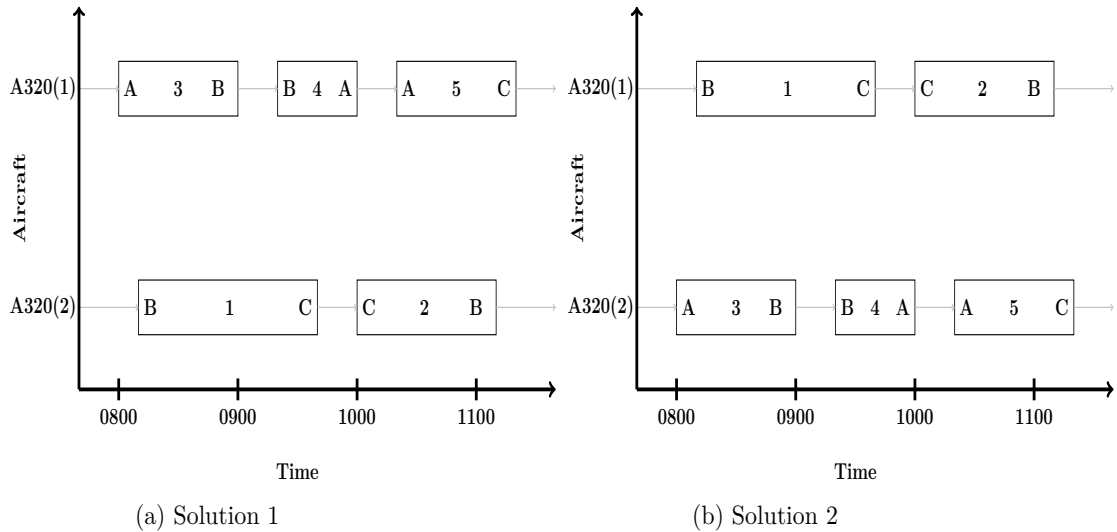 A320(1)
A 3 B
B 4 A
A 5 C
Aircraft
A320(2)
B 1 C
C 2 B
0800 0900 1000 1100
Time
(a) Solution 1
A320(1)
B 1 C
C 2 B
Aircraft
A320(2)
A 3 B
B 4 A
A 5 C
0800 0900 1000 1100
Time
(b) Solution 2